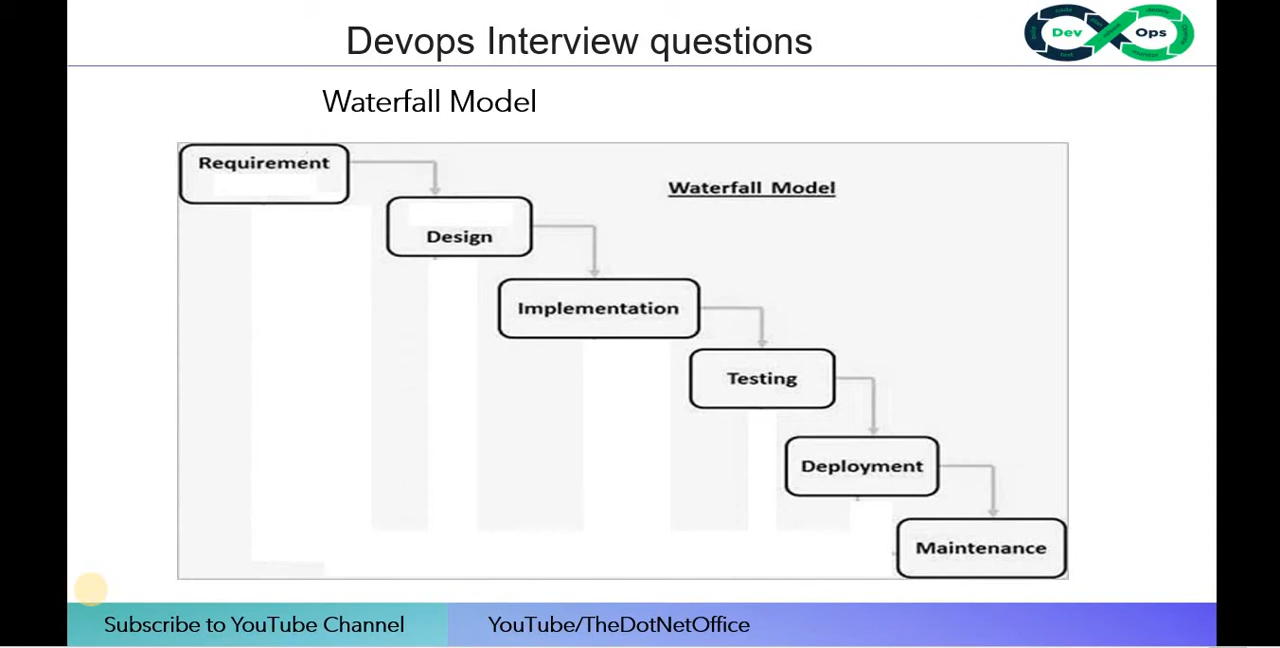 Devops Interview questions
Dev Ops
Waterfall Model
Requirement
Waterfall Model
Design
Implementation
Testing
Deployment
Maintenance
Subscribe to YouTube Channel
YouTube/TheDotNetOffice